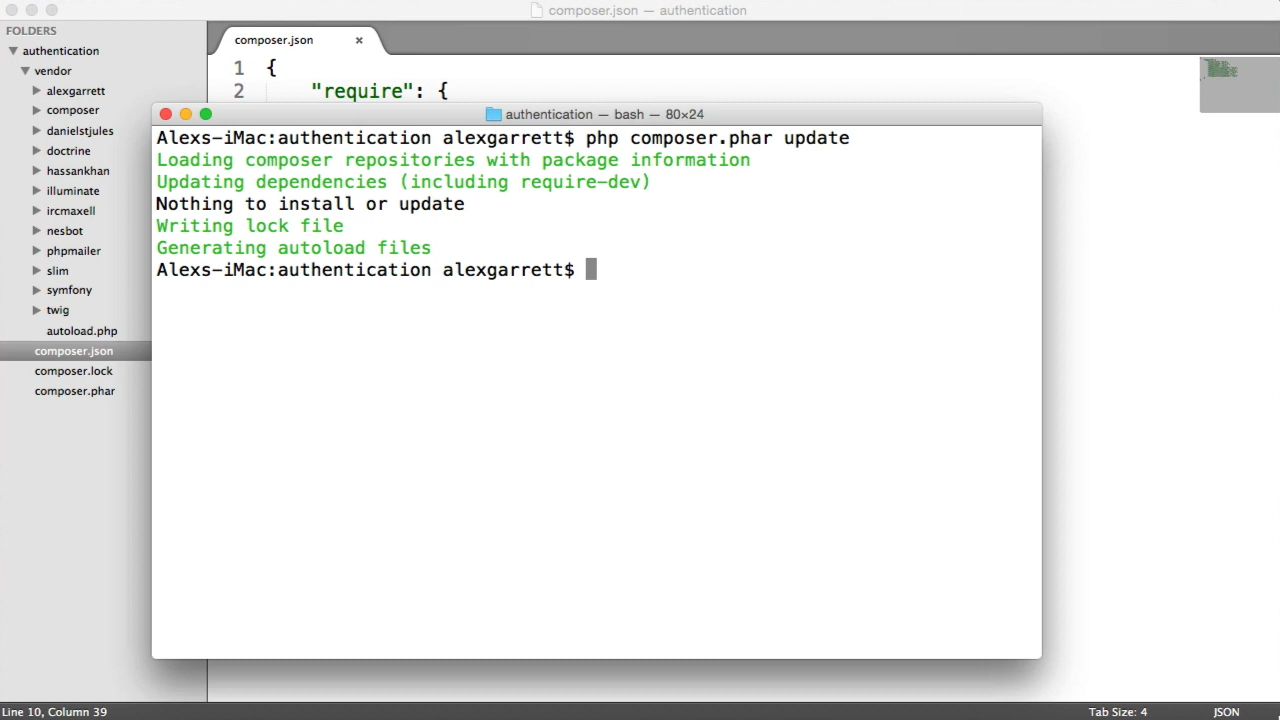 composer.json — authentication
FOLDERS
authentication
vendor
alexgarrett
composer
danielstjules
doctrine
hassankhan
illuminate
ircmaxell
nesbot
phpmailer
slim
symfony
twig
autoload.php
composer.json
composer.lock
composer.phar
composer.json
1 {
2 "require": {
authentication — bash — 80×24
Alexs-iMac:authentication alexgarrett$ php composer.phar update
Loading composer repositories with package information
Updating dependencies (including require-dev)
Nothing to install or update
Writing lock file
Generating autoload files
Alexs-iMac:authentication alexgarrett$
Line 10, Column 39
Tab Size: 4
JSON